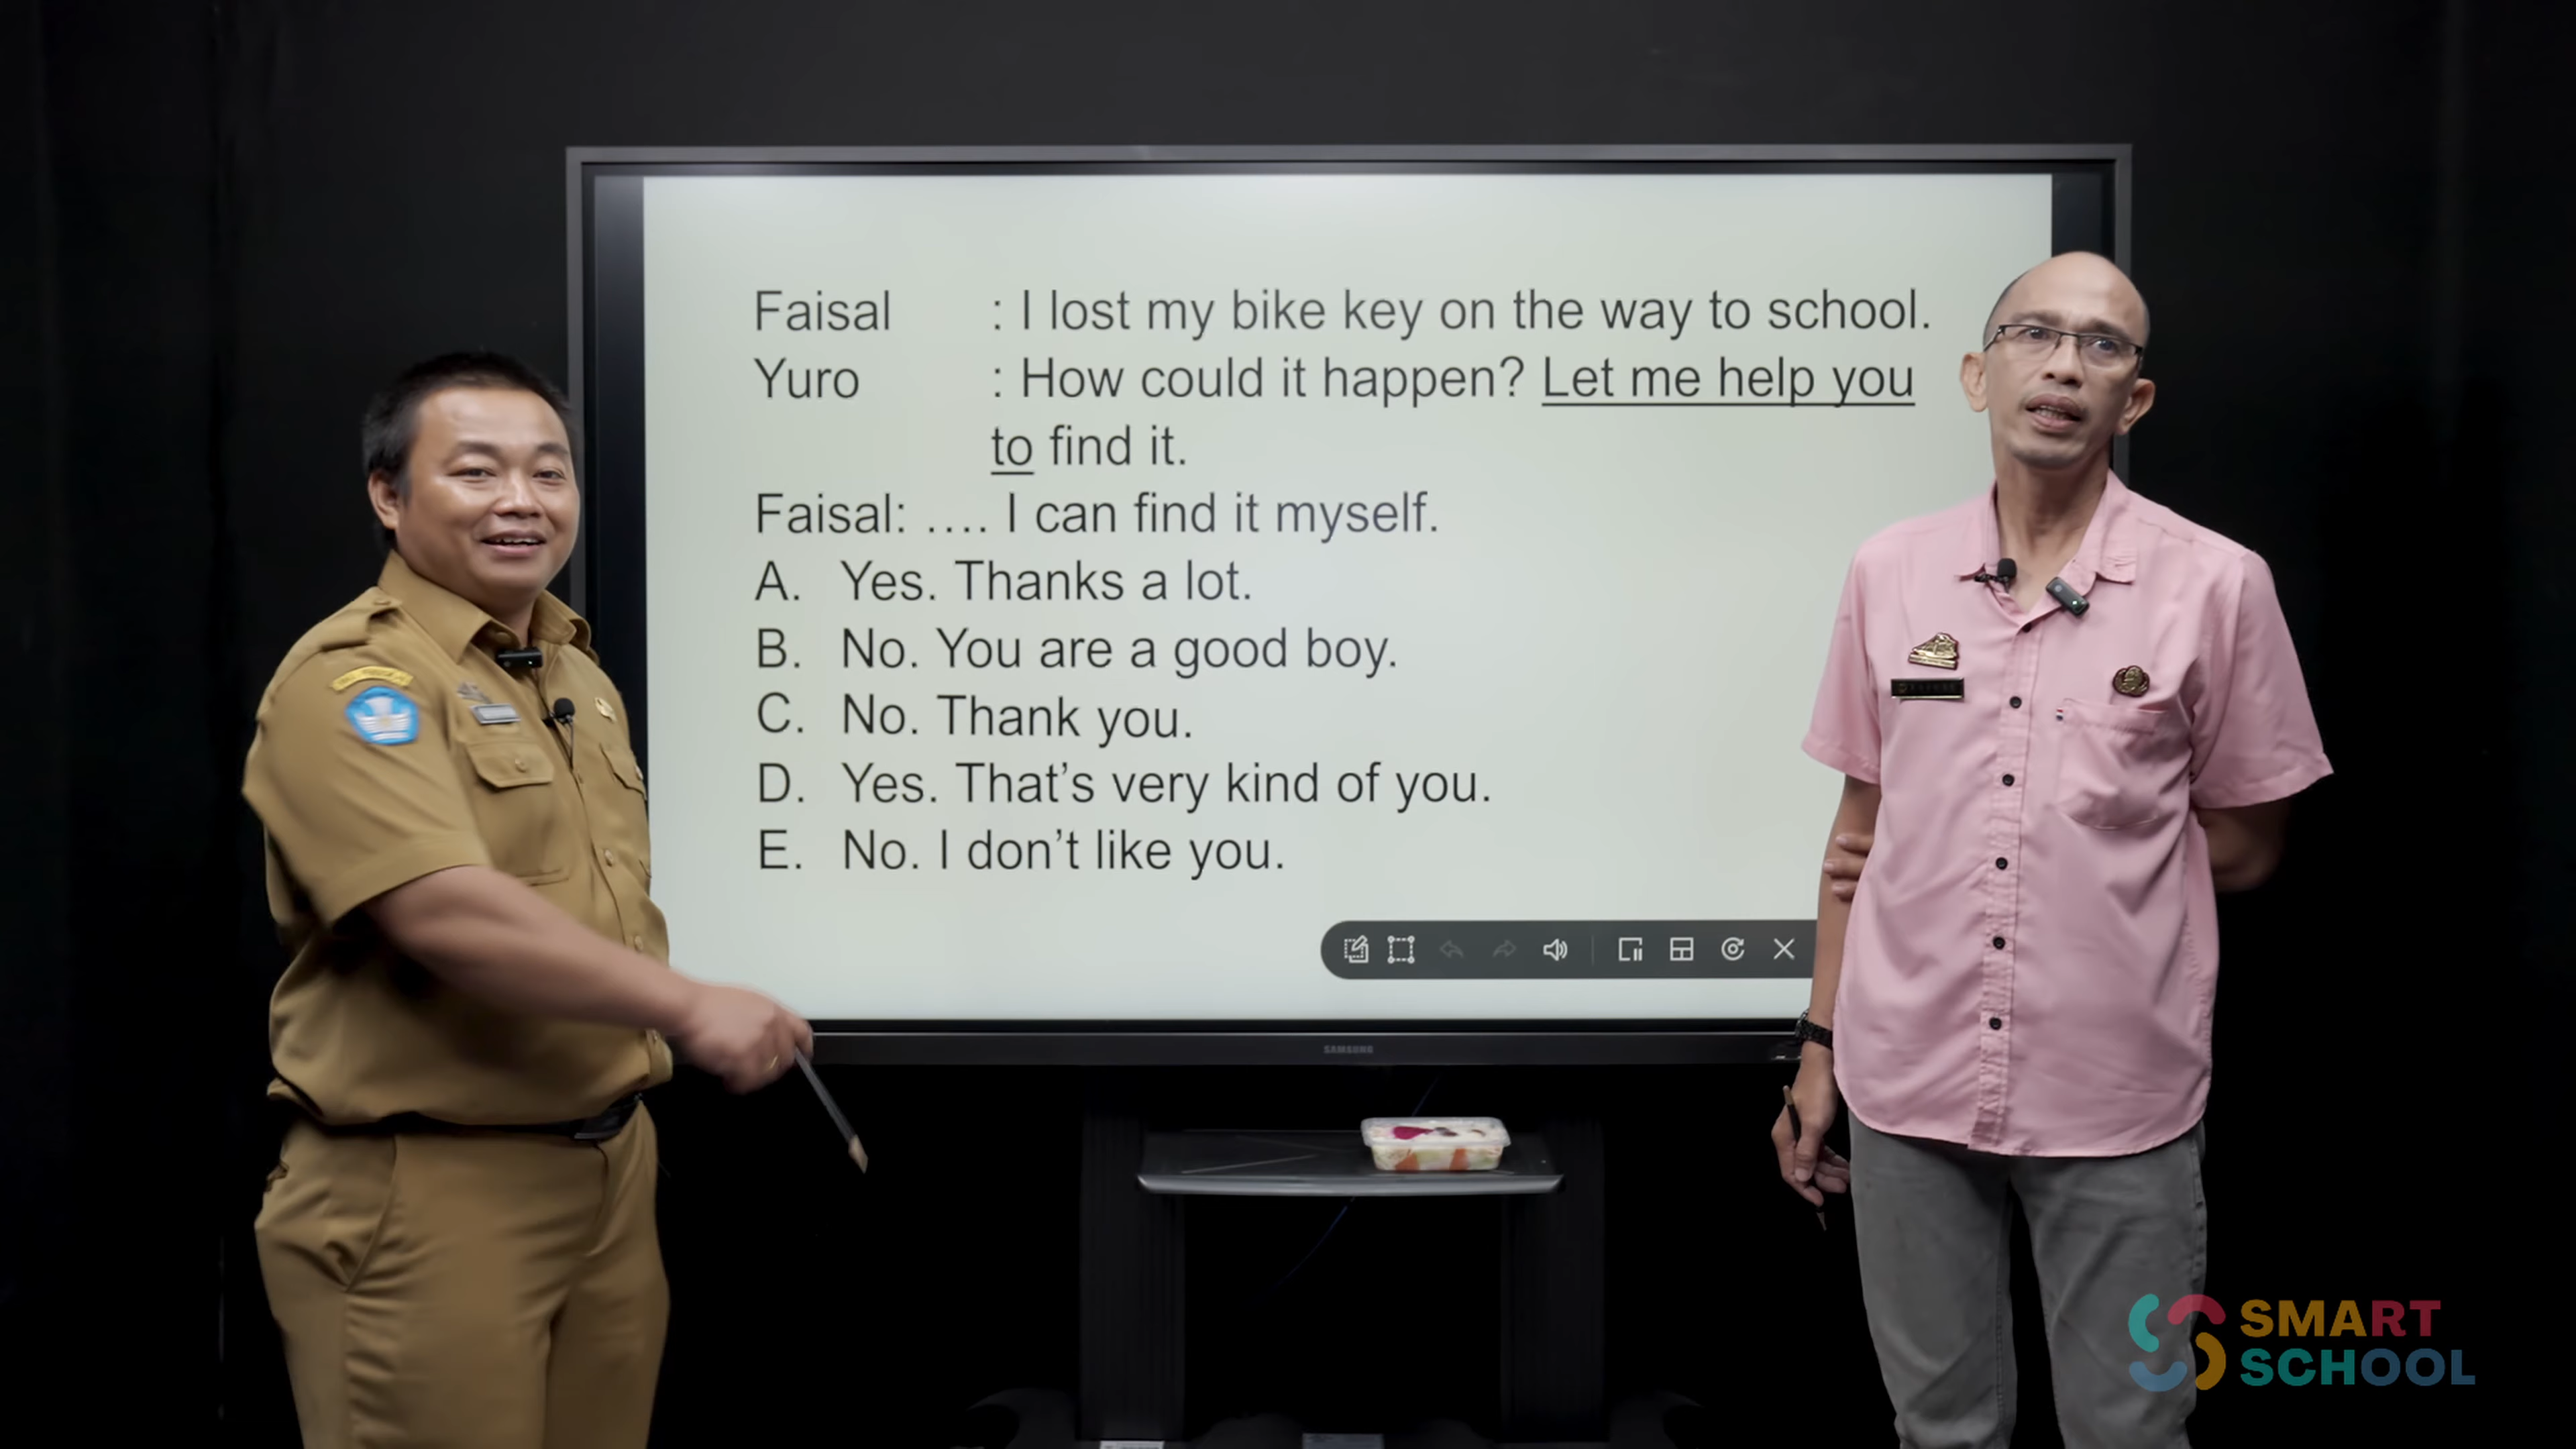 Faisal : I lost my bike key on the way to school.
Yuro : How could it happen? Let me help you
to find it.
Faisal: .... I can find it myself.
A. Yes. Thanks a lot.
B. No. You are a good boy.
C. No. Thank you.
D. Yes. That's very kind of you.
E. No. I don't like you.
SAMSUNG
SMART
SCHOOL